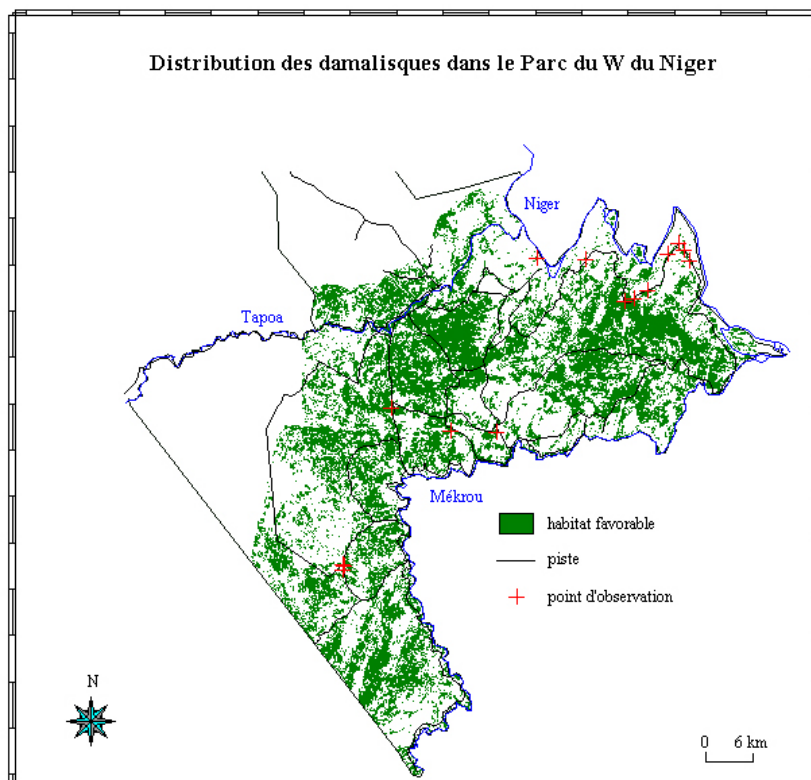 Distribution des damalisques dans le Parc du W du Niger
Niger
Tapoa
Mékrou
habitat favorable
piste
point d'observation
N
0 6 km